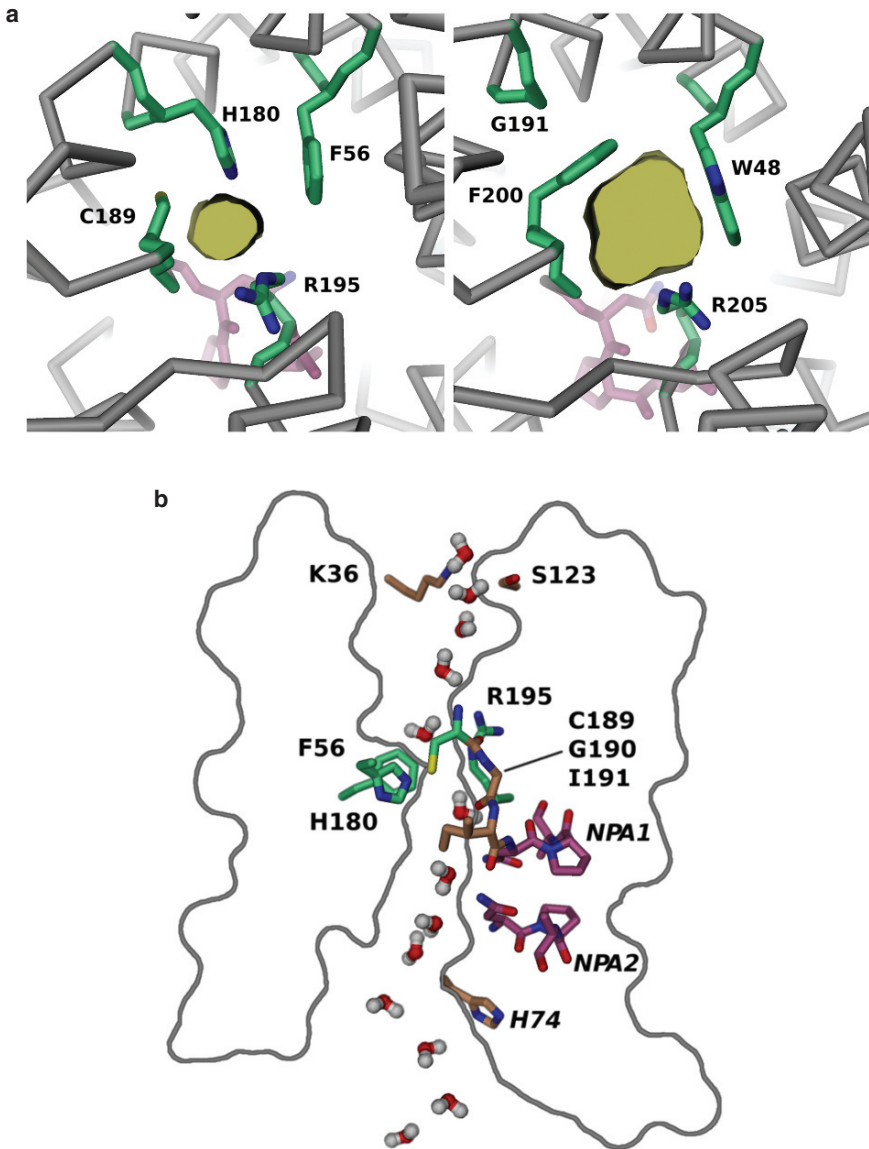 a
H180
F56
C189
R195
G191
W48
F200
R205
b
K36
S123
R195
C189
G190
I191
F56
H180
NPA1
NPA2
H74